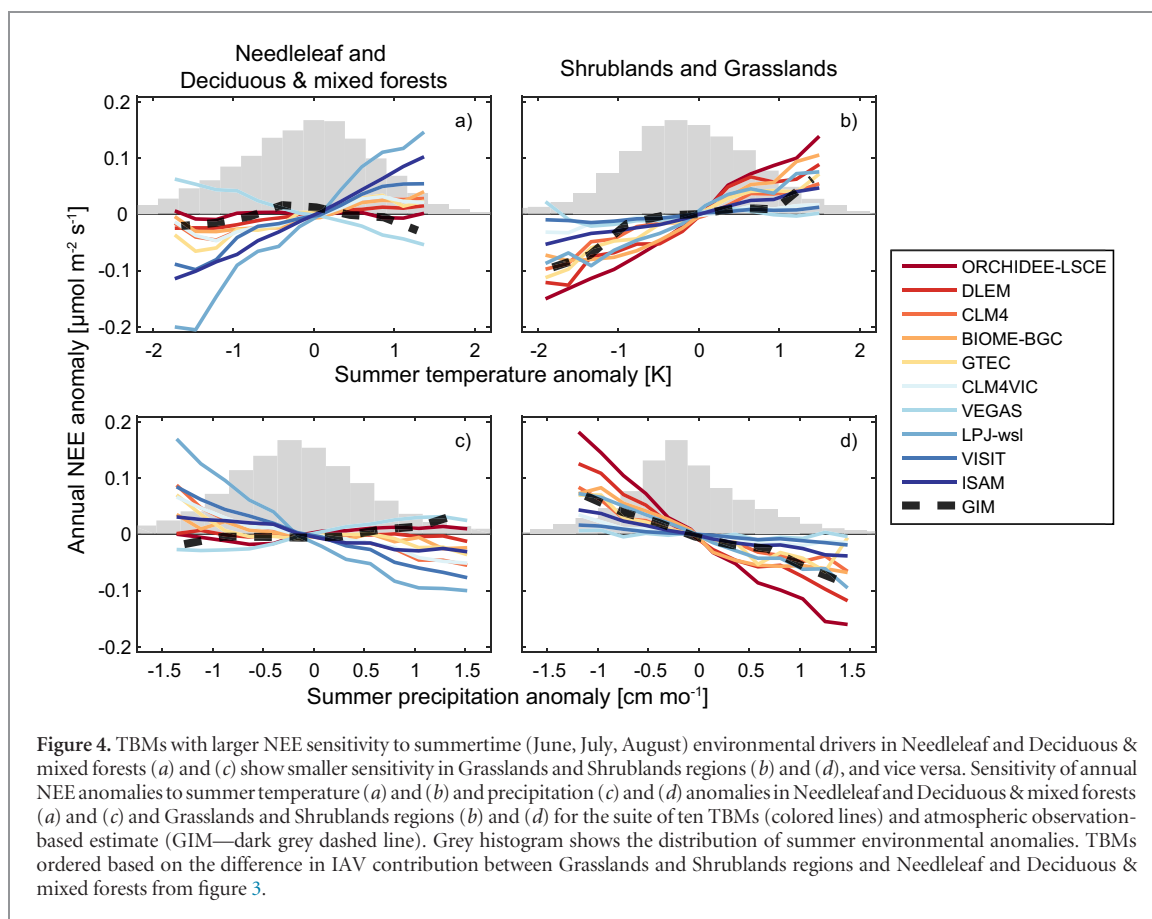 Needleleaf and
Deciduous & mixed forests
Shrublands and Grasslands
Annual NEE anomaly [μmol m⁻² s⁻¹]
0.2
0.1
0
-0.1
-0.2
a)
b)
-2 -1 0 1 2
-2 -1 0 1 2
Summer temperature anomaly [K]
0.2
0.1
0
-0.1
-0.2
c)
d)
-1.5 -1 -0.5 0 0.5 1 1.5
-1.5 -1 -0.5 0 0.5 1 1.5
Summer precipitation anomaly [cm mo⁻¹]
ORCHIDEE-LSCE
DLEM
CLM4
BIOME-BGC
GTEC
CLM4VIC
VEGAS
LPJ-wsl
VISIT
ISAM
GIM
Figure 4. TBMs with larger NEE sensitivity to summertime (June, July, August) environmental drivers in Needleleaf and Deciduous &
mixed forests (a) and (c) show smaller sensitivity in Grasslands and Shrublands regions (b) and (d), and vice versa. Sensitivity of annual
NEE anomalies to summer temperature (a) and (b) and precipitation (c) and (d) anomalies in Needleleaf and Deciduous & mixed forests
(a) and (c) and Grasslands and Shrublands regions (b) and (d) for the suite of ten TBMs (colored lines) and atmospheric observation-
based estimate (GIM—dark grey dashed line). Grey histogram shows the distribution of summer environmental anomalies. TBMs
ordered based on the difference in IAV contribution between Grasslands and Shrublands regions and Needleleaf and Deciduous &
mixed forests from figure 3.